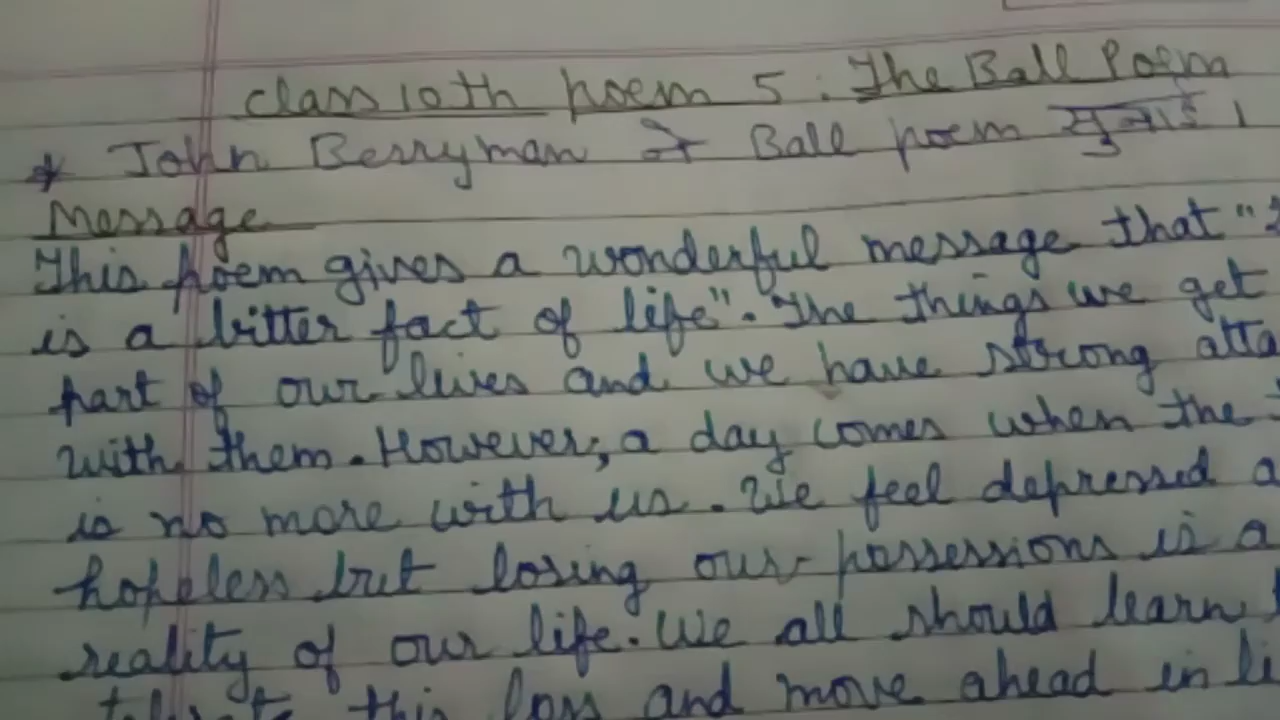 class 10th poem 5 : The Ball Poem
* John Berryman ने Ball poem सुनाई ।
Message
This poem gives a wonderful message that "
is a bitter fact of life". The things we get
part of our lives and we have strong atta
with them. However, a day comes when the
is no more with us. We feel depressed a
hopeless but losing our possessions is a
reality of our life. We all should learn
this loss and move ahead in li